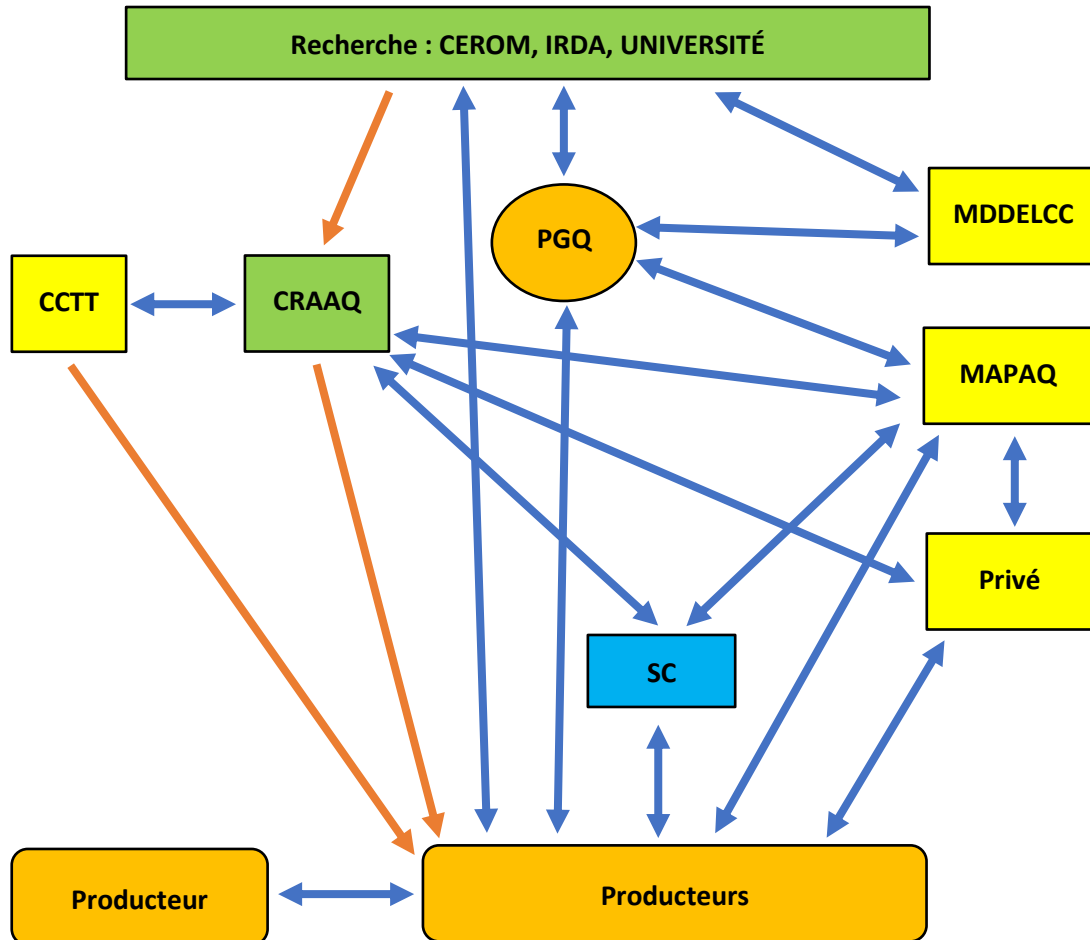 Recherche : CEROM, IRDA, UNIVERSITÉ
MDDELCC
PGQ
CCTT
CRAAQ
MAPAQ
Privé
SC
Producteur
Producteurs